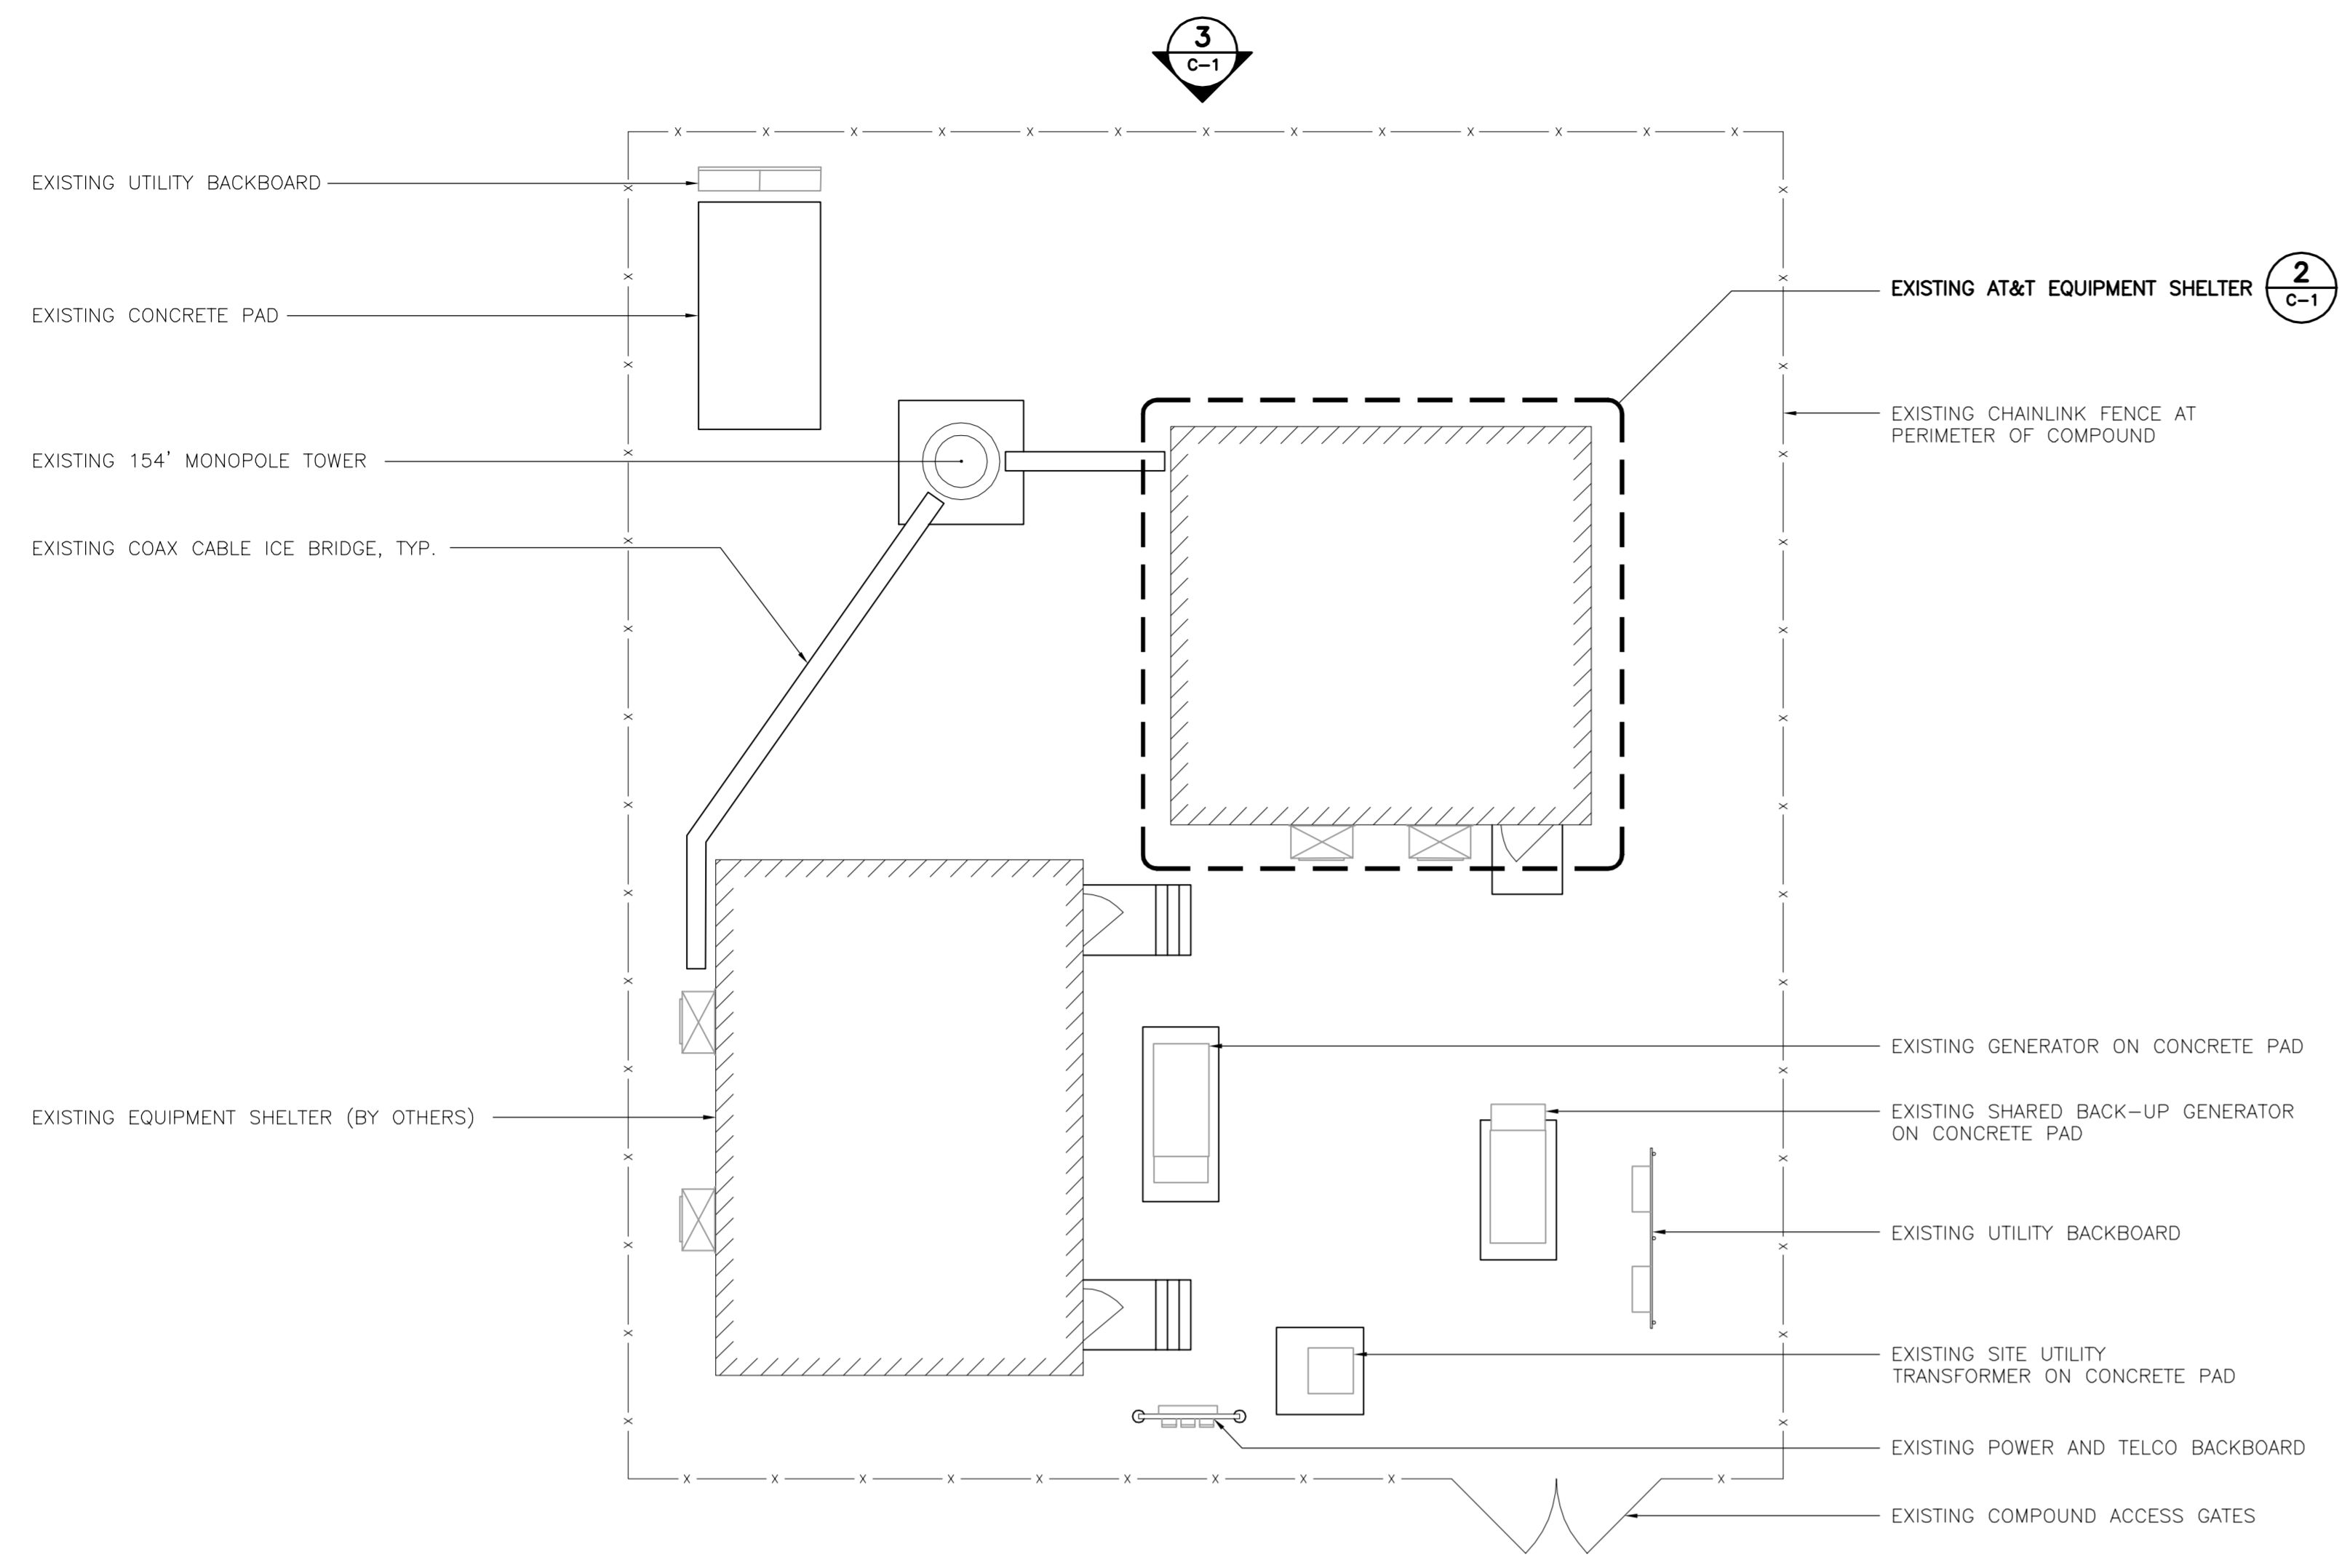 3
C-1
EXISTING UTILITY BACKBOARD
EXISTING CONCRETE PAD
EXISTING 154' MONOPOLE TOWER
EXISTING COAX CABLE ICE BRIDGE, TYP.
EXISTING EQUIPMENT SHELTER (BY OTHERS)
EXISTING AT&T EQUIPMENT SHELTER
2
C-1
EXISTING CHAINLINK FENCE AT
PERIMETER OF COMPOUND
EXISTING GENERATOR ON CONCRETE PAD
EXISTING SHARED BACK-UP GENERATOR
ON CONCRETE PAD
EXISTING UTILITY BACKBOARD
EXISTING SITE UTILITY
TRANSFORMER ON CONCRETE PAD
EXISTING POWER AND TELCO BACKBOARD
EXISTING COMPOUND ACCESS GATES